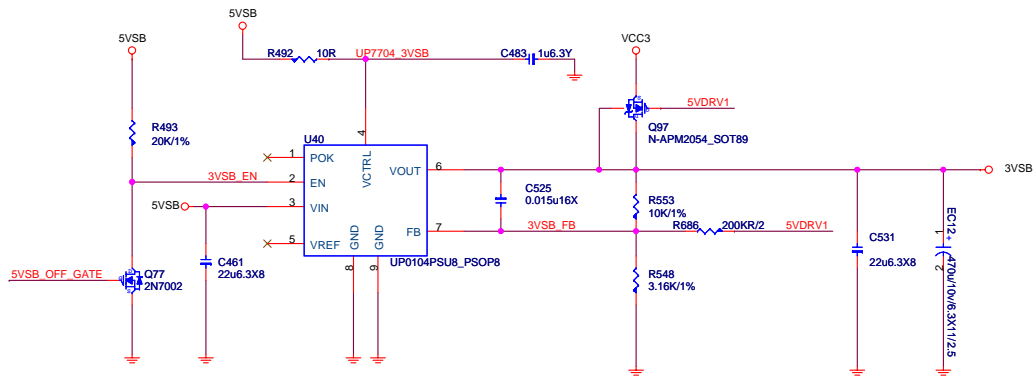 5VSB
5VSB
VCC3
R492
10R
UP7704_3VSB
C483
1u6.3Y
5VDRV1
Q97
N-APM2054_SOT89
R493
20K/1%
U40
4
VCTRL
1
POK
3VSB_EN
2
EN
VOUT
6
3VSB
5VSB
3
VIN
C525
0.015u16X
R553
10K/1%
5
VREF
GND
GND
FB
7
3VSB_FB
R686
200KR/2
5VDRV1
UP0104PSU8_PSOP8
8
9
C461
22u6.3X8
5VSB_OFF_GATE
Q77
2N7002
R548
3.16K/1%
C531
22u6.3X8
EC12
+
1
2
470u/10v/6.3X11/2.5